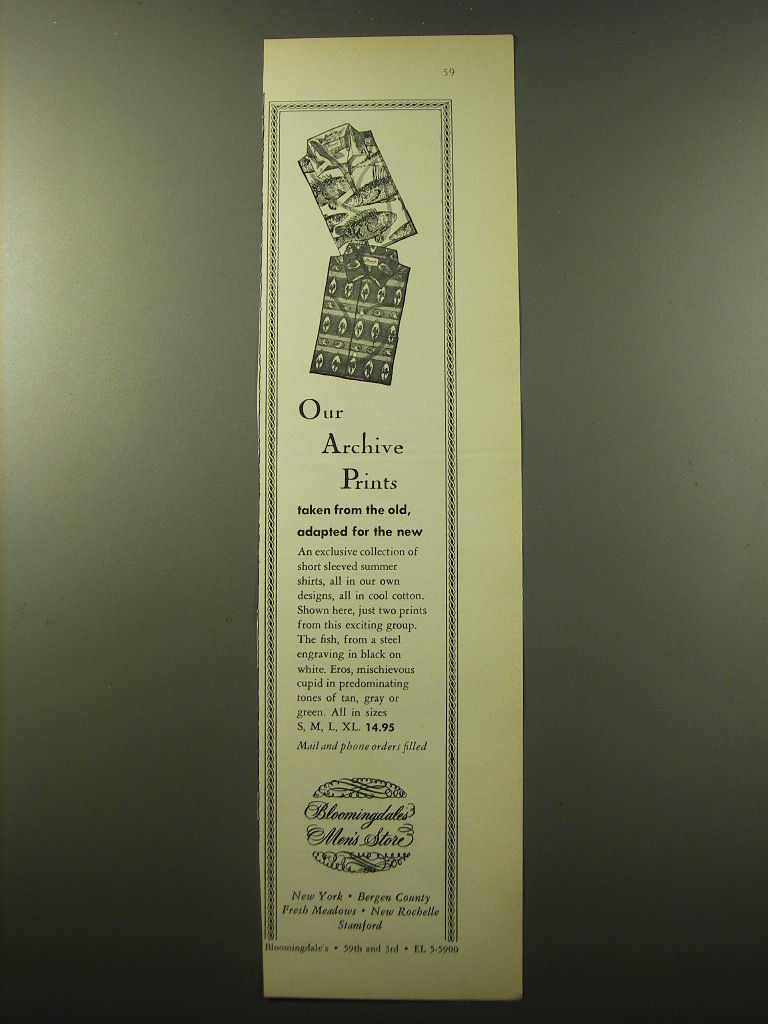 59
Our
Archive
Prints
taken from the old,
adapted for the new
An exclusive collection of
short sleeved summer
shirts, all in our own
designs, all in cool cotton.
Shown here, just two prints
from this exciting group.
The fish, from a steel
engraving in black on
white. Eros, mischievous
cupid in predominating
tones of tan, gray or
green. All in sizes
S, M, L, XL. 14.95
Mail and phone orders filled
Bloomingdale's
Men's Store
New York • Bergen County
Fresh Meadows • New Rochelle
Stamford
Bloomingdale's • 59th and 3rd • EL 5-5900